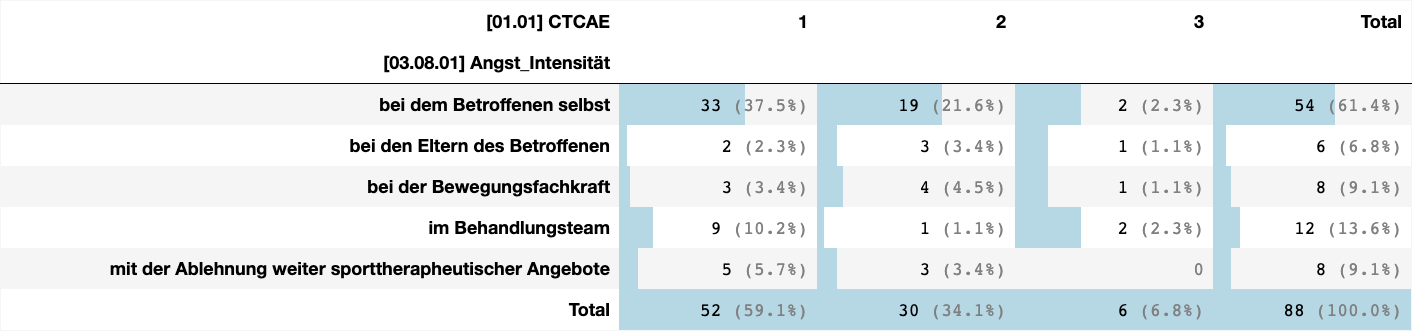 [01.01] CTCAE 1 2 3 Total
[03.08.01] Angst_Intensität
bei dem Betroffenen selbst 33 (37.5%) 19 (21.6%) 2 (2.3%) 54 (61.4%)
bei den Eltern des Betroffenen 2 (2.3%) 3 (3.4%) 1 (1.1%) 6 (6.8%)
bei der Bewegungsfachkraft 3 (3.4%) 4 (4.5%) 1 (1.1%) 8 (9.1%)
im Behandlungsteam 9 (10.2%) 1 (1.1%) 2 (2.3%) 12 (13.6%)
mit der Ablehnung weiter sporttherapheutischer Angebote 5 (5.7%) 3 (3.4%) 0 8 (9.1%)
Total 52 (59.1%) 30 (34.1%) 6 (6.8%) 88 (100.0%)